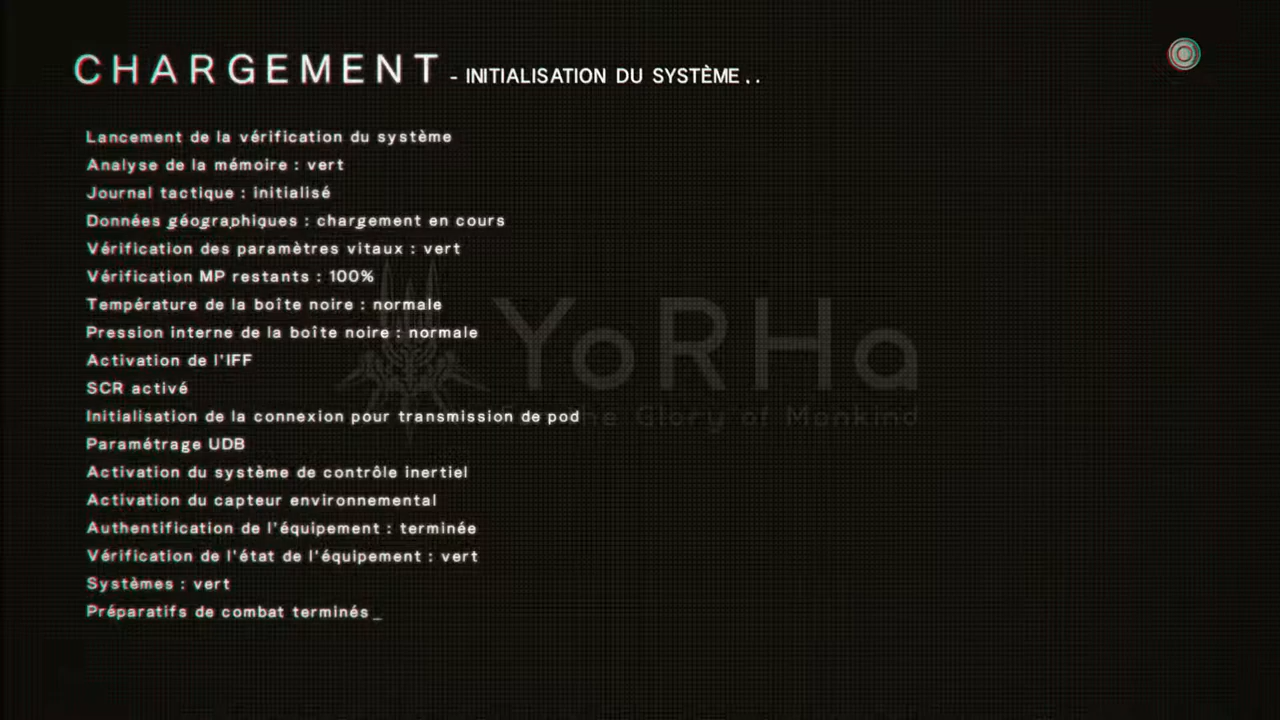 CHARGEMENT - INITIALISATION DU SYSTÈME . .
Lancement de la vérification du système
Analyse de la mémoire : vert
Journal tactique : initialisé
Données géographiques : chargement en cours
Vérification des paramètres vitaux : vert
Vérification MP restants : 100%
Température de la boîte noire : normale
Pression interne de la boîte noire : normale
Activation de l'IFF
SCR activé
Initialisation de la connexion pour transmission de pod
Paramétrage UDB
Activation du système de contrôle inertiel
Activation du capteur environnemental
Authentification de l'équipement : terminée
Vérification de l'état de l'équipement : vert
Systèmes : vert
Préparatifs de combat terminés_
YoRHa
the Glory of Mankind